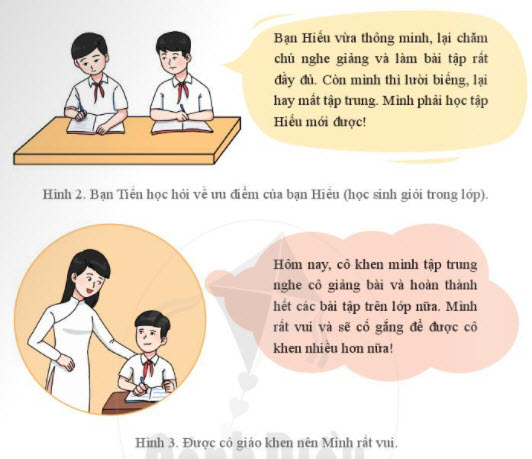 Bạn Hiếu vừa thông minh, lại chăm
chú nghe giảng và làm bài tập rất
đầy đủ. Còn mình thì lười biếng, lại
hay mất tập trung. Mình phải học tập
Hiếu mới được!
Hình 2. Bạn Tiến học hỏi về ưu điểm của bạn Hiếu (học sinh giỏi trong lớp).
Hôm nay, cô khen mình tập trung
nghe cô giảng bài và hoàn thành
hết các bài tập trên lớp nữa. Mình
rất vui và sẽ cố gắng để được cô
khen nhiều hơn nữa!
Hình 3. Được cô giáo khen nên Minh rất vui.